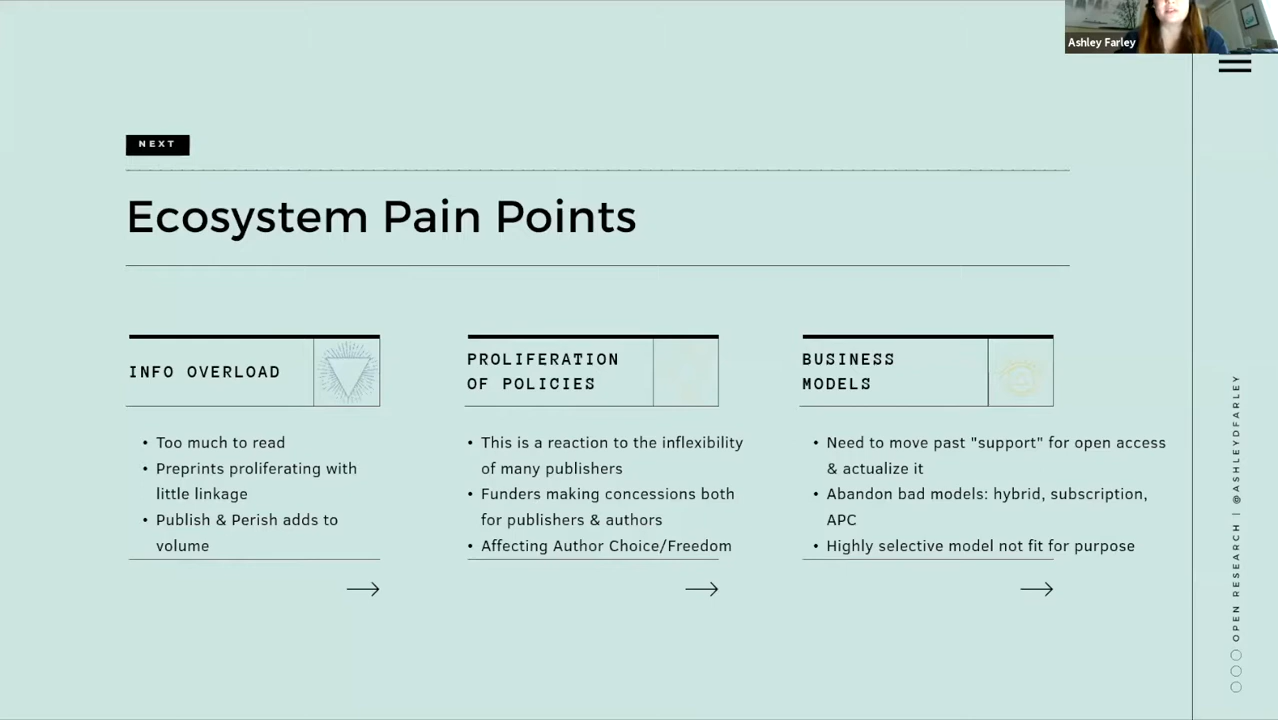 Ashley Farley
NEXT
Ecosystem Pain Points
INFO OVERLOAD
• Too much to read
• Preprints proliferating with
little linkage
• Publish & Perish adds to
volume
PROLIFERATION
OF POLICIES
• This is a reaction to the inflexibility
of many publishers
• Funders making concessions both
for publishers & authors
• Affecting Author Choice/Freedom
BUSINESS
MODELS
• Need to move past "support" for open access
& actualize it
• Abandon bad models: hybrid, subscription,
APC
• Highly selective model not fit for purpose
OPEN RESEARCH | @ASHLEYDFARLEY